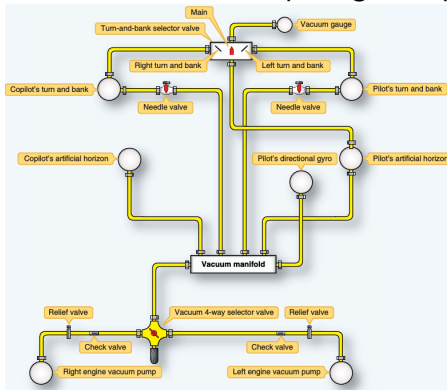 Main
Vacuum gauge
Turn-and-bank selector valve
Right turn and bank
Left turn and bank
Copilot's turn and bank
Pilot's turn and bank
Needle valve
Needle valve
Copilot's artificial horizon
Pilot's directional gyro
Pilot's artificial horizon
Vacuum manifold
Relief valve
Vacuum 4-way selector valve
Relief valve
Check valve
Check valve
Right engine vacuum pump
Left engine vacuum pump